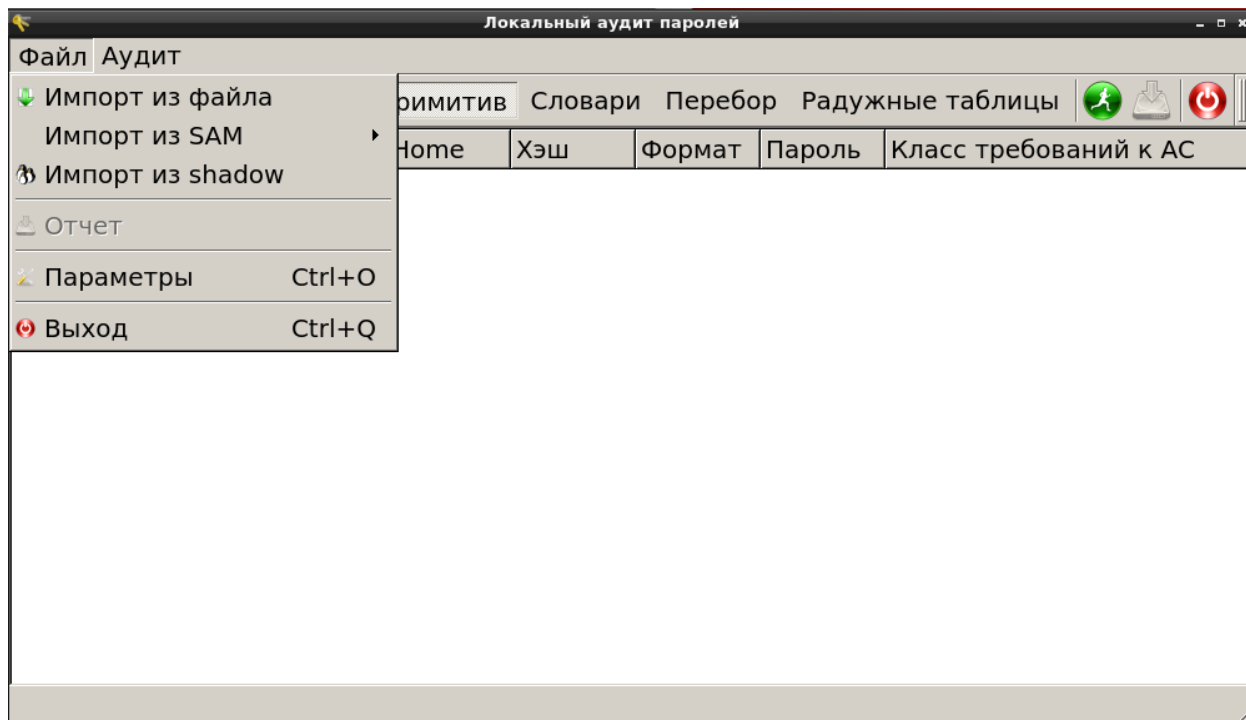 Локальный аудит паролей
Файл Аудит
Импорт из файла
Импорт из SAM
Импорт из shadow
Отчет
Параметры Ctrl+O
Выход Ctrl+Q
римитив Словари Перебор Радужные таблицы
Home Хэш Формат Пароль Класс требований к АС